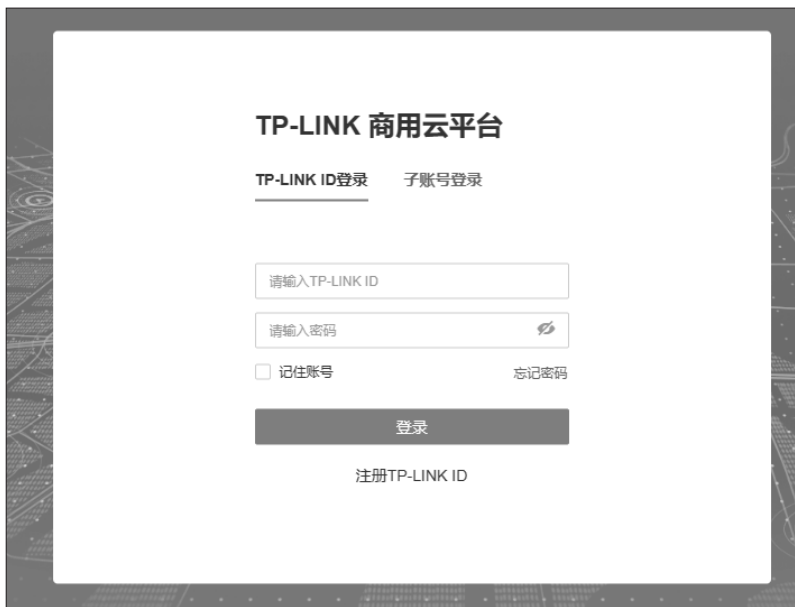 TP-LINK 商用云平台
TP-LINK ID登录 子账号登录
请输入TP-LINK ID
请输入密码
记住账号 忘记密码
登录
注册TP-LINK ID